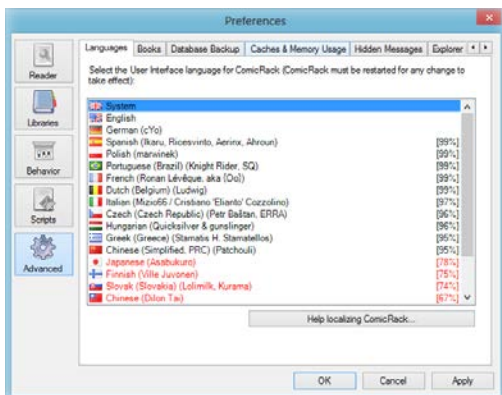 Preferences
Languages Books Database Backup Caches & Memory Usage Hidden Messages Explorer
Reader
Libraries
Behavior
Scripts
Advanced
Select the User Interface language for ComicRack (ComicRack must be restarted for any change to
take effect):
System
English
German (cYo)
Spanish (Ikaru, Ricesvinto, Aerinx, Ahroun) [99%]
Polish (marwinek) [99%]
Portuguese (Brazil) (Knight Rider, SQ) [99%]
French (Ronan Lévêque, aka [Oo]) [99%]
Dutch (Belgium) (Ludwig) [99%]
Italian (Mizio66 / Cristiano 'Elianto' Cozzolino) [97%]
Czech (Czech Republic) (Petr Baštan, ERRA) [96%]
Hungarian (Quicksilver & gunslinger) [96%]
Greek (Greece) (Stamatis H. Stamatellos) [95%]
Chinese (Simplified, PRC) (Patchouli) [95%]
Japanese (Asabukuro) [78%]
Finnish (Ville Juvonen) [75%]
Slovak (Slovakia) (Lolimilk, Kurama) [74%]
Chinese (Dilon Tai) [67%]
Help localizing ComicRack...
OK Cancel Apply